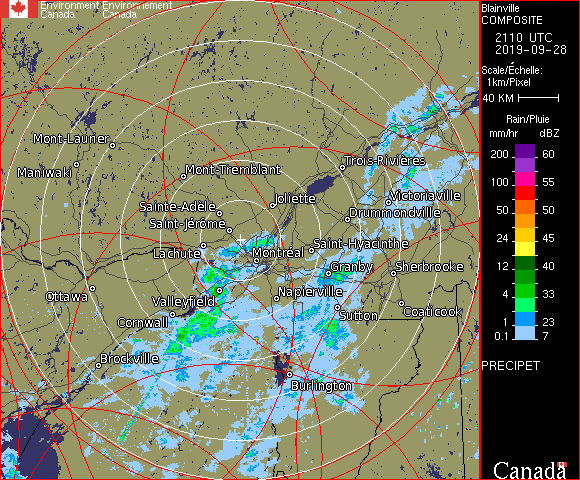 Environment Environnement
Canada Canada
Blainville
COMPOSITE
2110 UTC
2019-09-28
Scale/Échelle:
1km/Pixel
40 KM
Rain/Pluie
mm/hr dBZ
200 60
150 57
100 55
50 50
24 45
12 40
4 33
1 23
0.1 7
PRECIPET
Canada
Mont-Laurier
Maniwaki
Mont-Tremblant
Trois-Rivières
Joliette
Victoriaville
Sainte-Adèle
Drummondville
Saint-Jérôme
Saint-Hyacinthe
Lachute
Montréal
Granby
Sherbrooke
Ottawa
Valleyfield
Napierville
Cornwall
Sutton
Coaticook
Brockville
Burlington